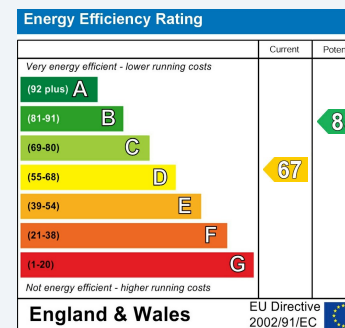 Energy Efficiency Rating
Current
Very energy efficient - lower running costs
(92 plus) A
(81-91) B
(69-80) C
(55-68) D
67
(39-54) E
(21-38) F
(1-20) G
Not energy efficient - higher running costs
England & Wales
EU Directive
2002/91/EC